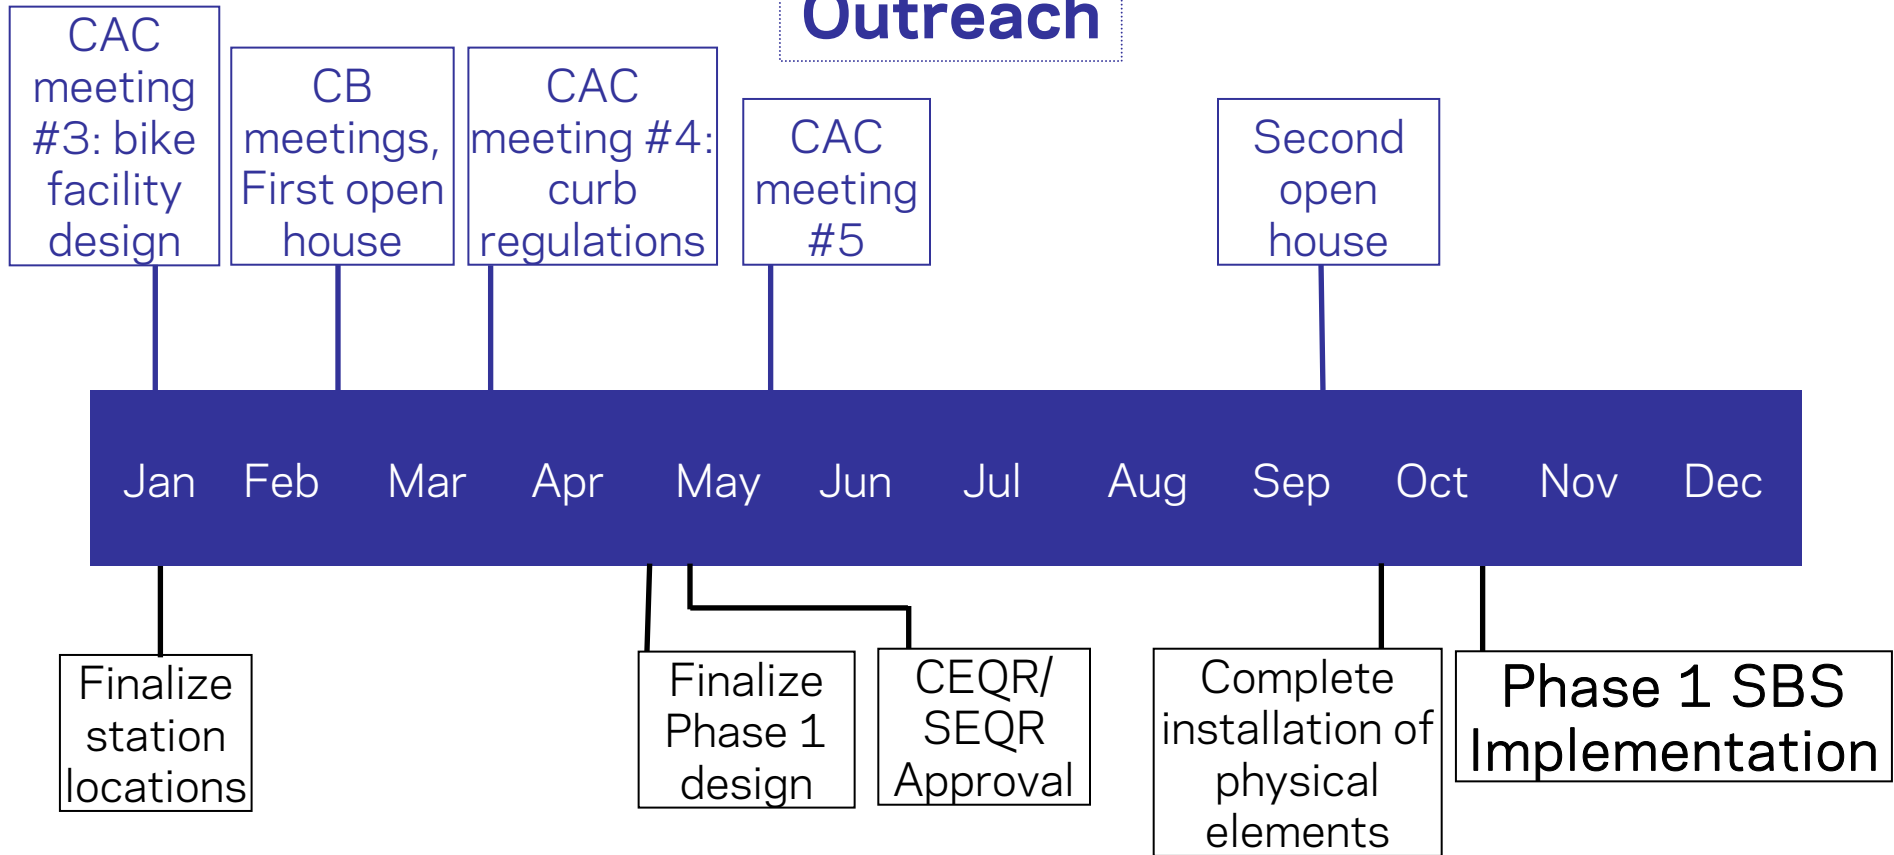 Outreach
CAC
meeting
#3: bike
facility
design
CB
meetings,
First open
house
CAC
meeting #4:
curb
regulations
CAC
meeting
#5
Second
open
house
Jan Feb Mar Apr May Jun Jul Aug Sep Oct Nov Dec
Finalize
station
locations
Finalize
Phase 1
design
CEQR/
SEQR
Approval
Complete
installation of
physical
elements
Phase 1 SBS
Implementation